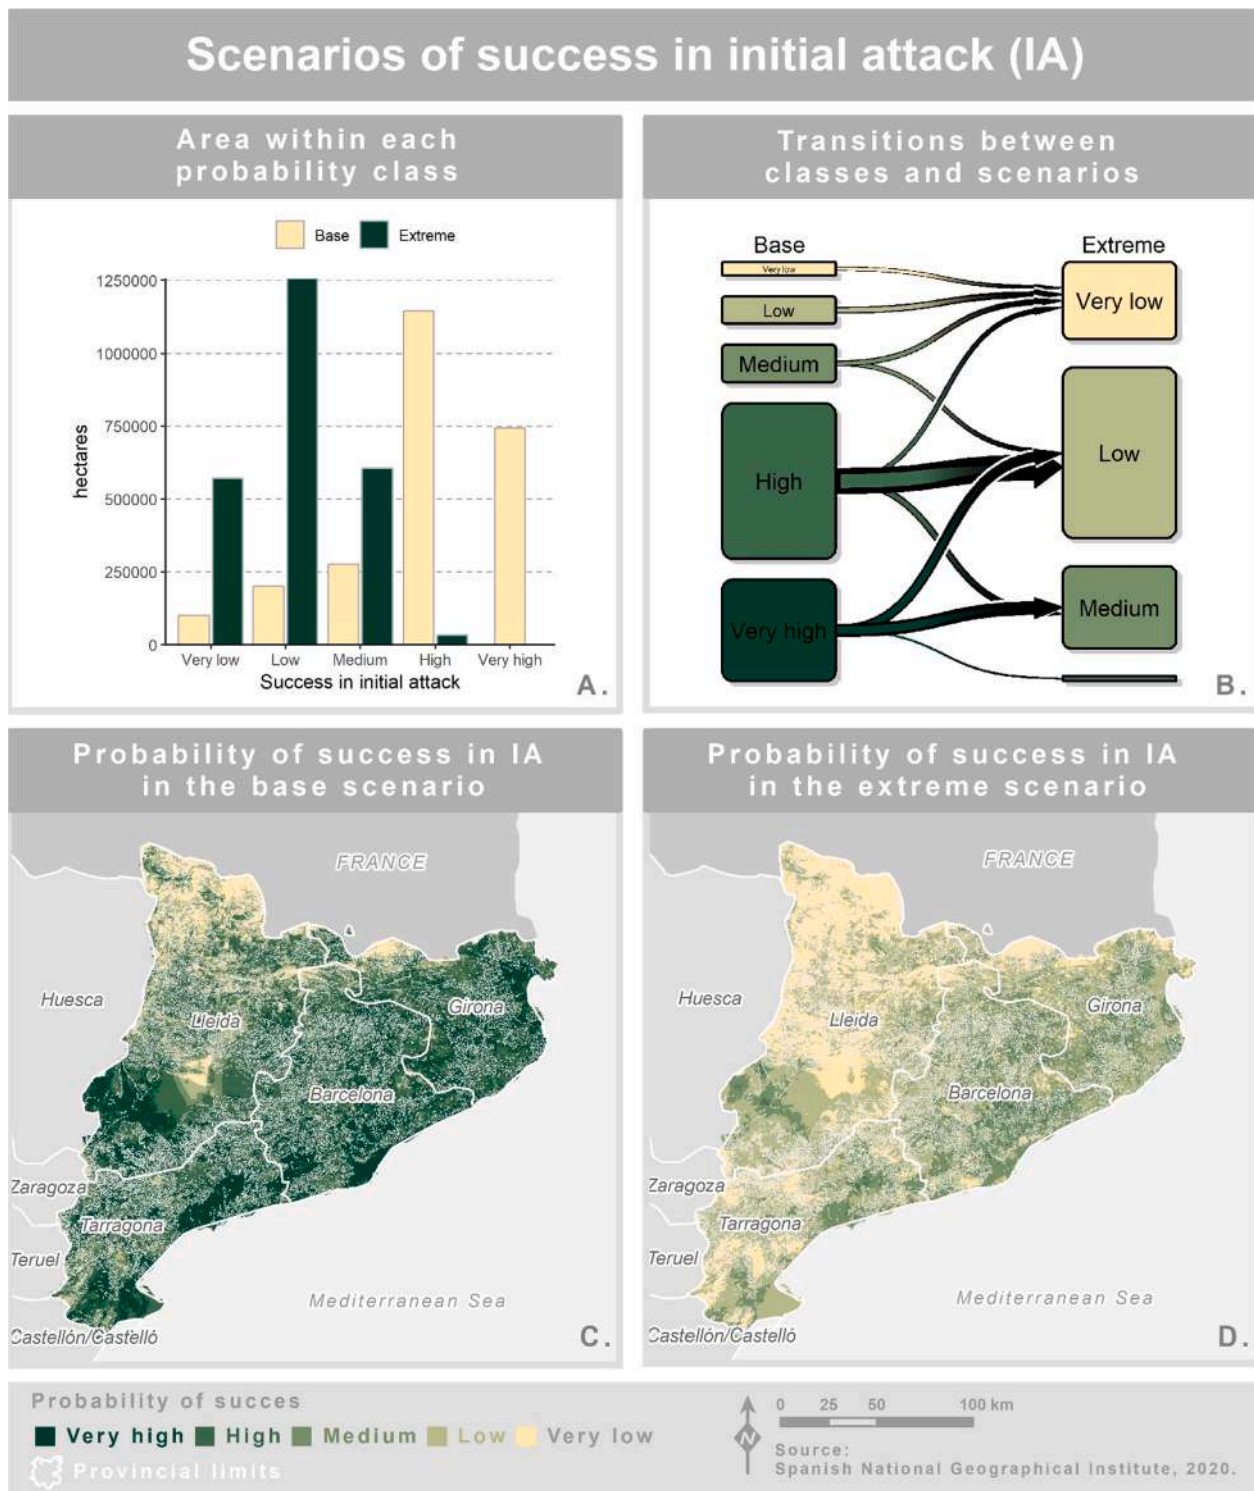 Scenarios of success in initial attack (IA)
Area within each
probability class
Base
Extreme
1250000
1000000
750000
500000
250000
0
hectares
Very low
Low
Medium
High
Very high
Success in initial attack
A.
Transitions between
classes and scenarios
Base
Extreme
Very low
Low
Medium
High
Very high
Very low
Low
Medium
B.
Probability of success in IA
in the base scenario
FRANCE
Huesca
Lleida
Girona
Barcelona
Zaragoza
Tarragona
Teruel
Mediterranean Sea
Castellón/Castelló
C.
Probability of success in IA
in the extreme scenario
FRANCE
Huesca
Lleida
Girona
Barcelona
Zaragoza
Tarragona
Teruel
Mediterranean Sea
Castellón/Castelló
D.
Probability of succes
Very high
High
Medium
Low
Very low
Provincial limits
N
0 25 50 100 km
Source:
Spanish National Geographical Institute, 2020.